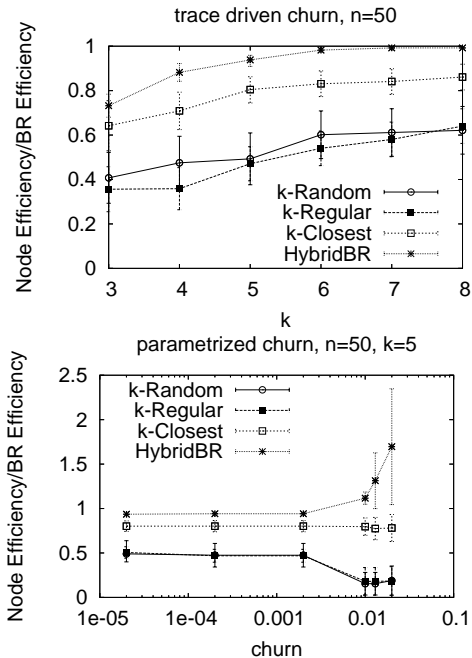 trace driven churn, n=50
Node Efficiency/BR Efficiency
1
0.8
0.6
0.4
0.2
0
k-Random
k-Regular
k-Closest
HybridBR
3 4 5 6 7 8
k
parametrized churn, n=50, k=5
Node Efficiency/BR Efficiency
2.5
2
1.5
1
0.5
0
k-Random
k-Regular
k-Closest
HybridBR
1e-05 1e-04 0.001 0.01 0.1
churn